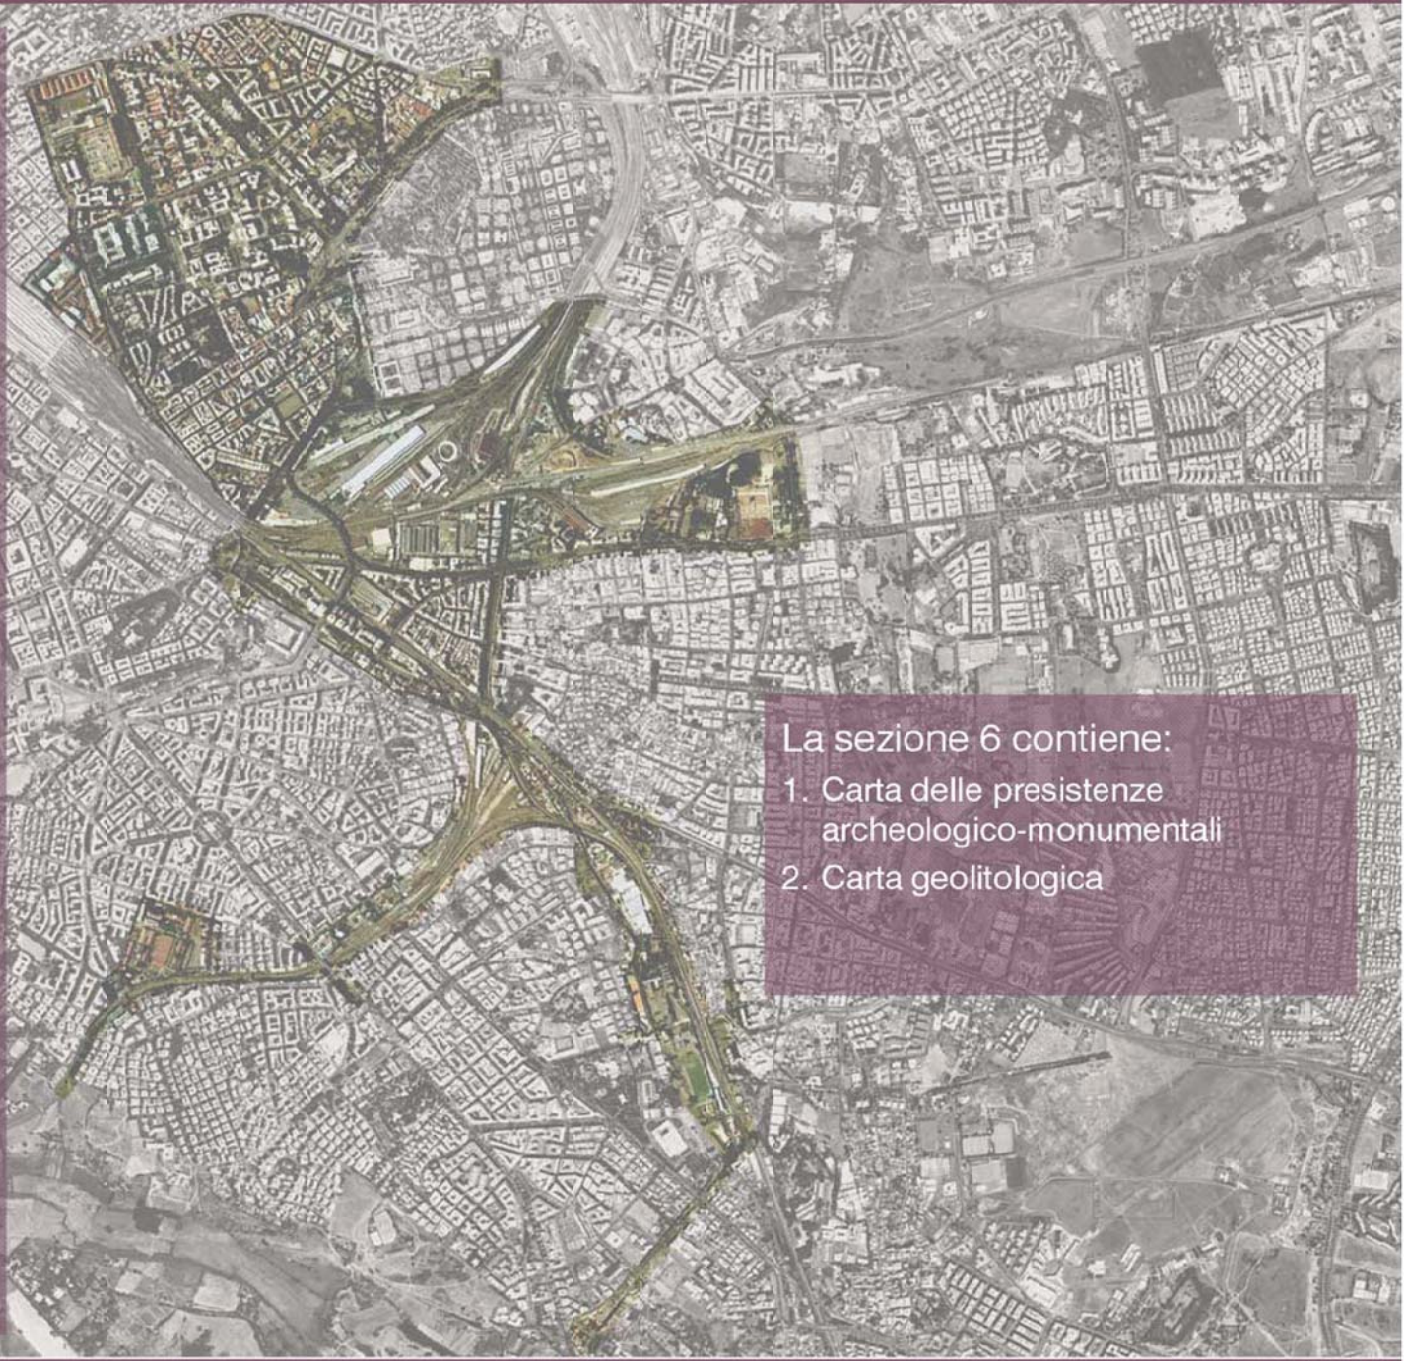 La sezione 6 contiene:
1. Carta delle presistenze
archeologico-monumentali
2. Carta geolitologica